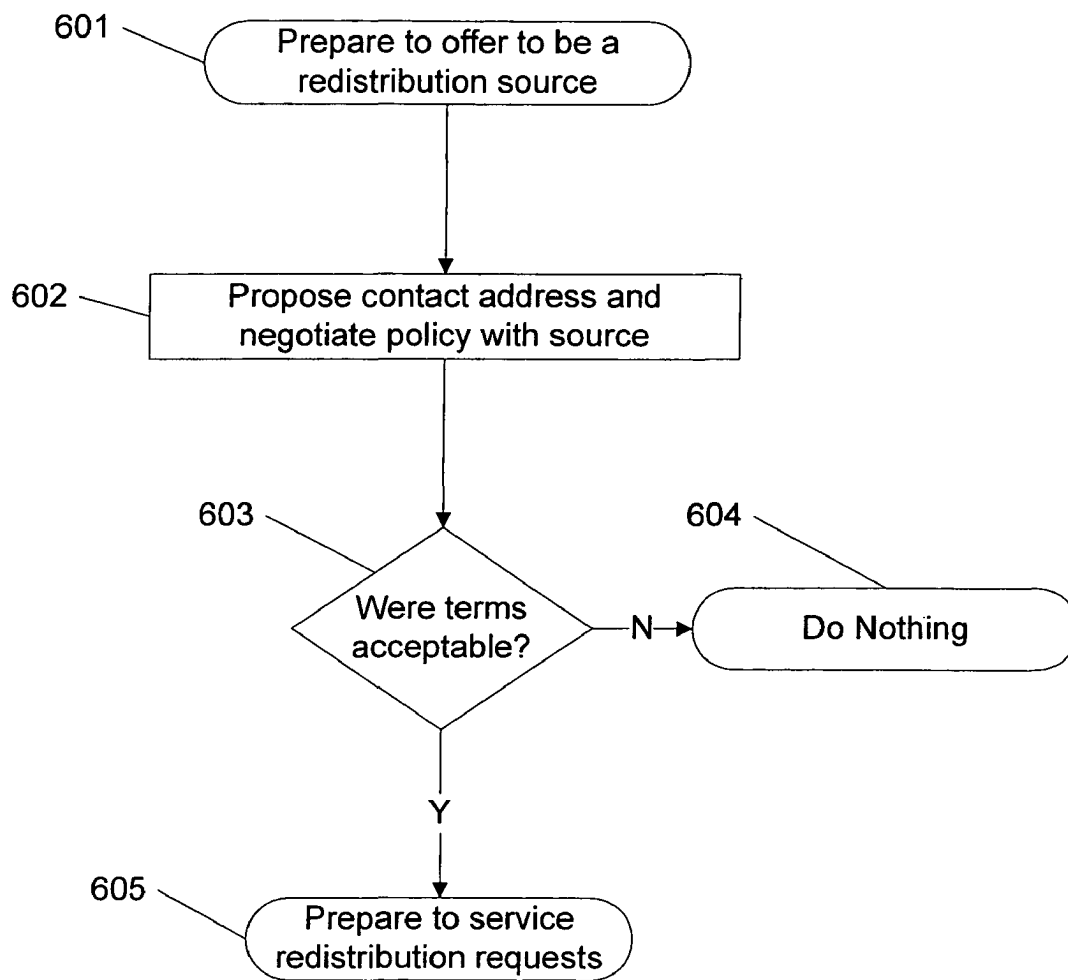 601
Prepare to offer to be a
redistribution source
602
Propose contact address and
negotiate policy with source
603
Were terms
acceptable?
N
604
Do Nothing
Y
605
Prepare to service
redistribution requests